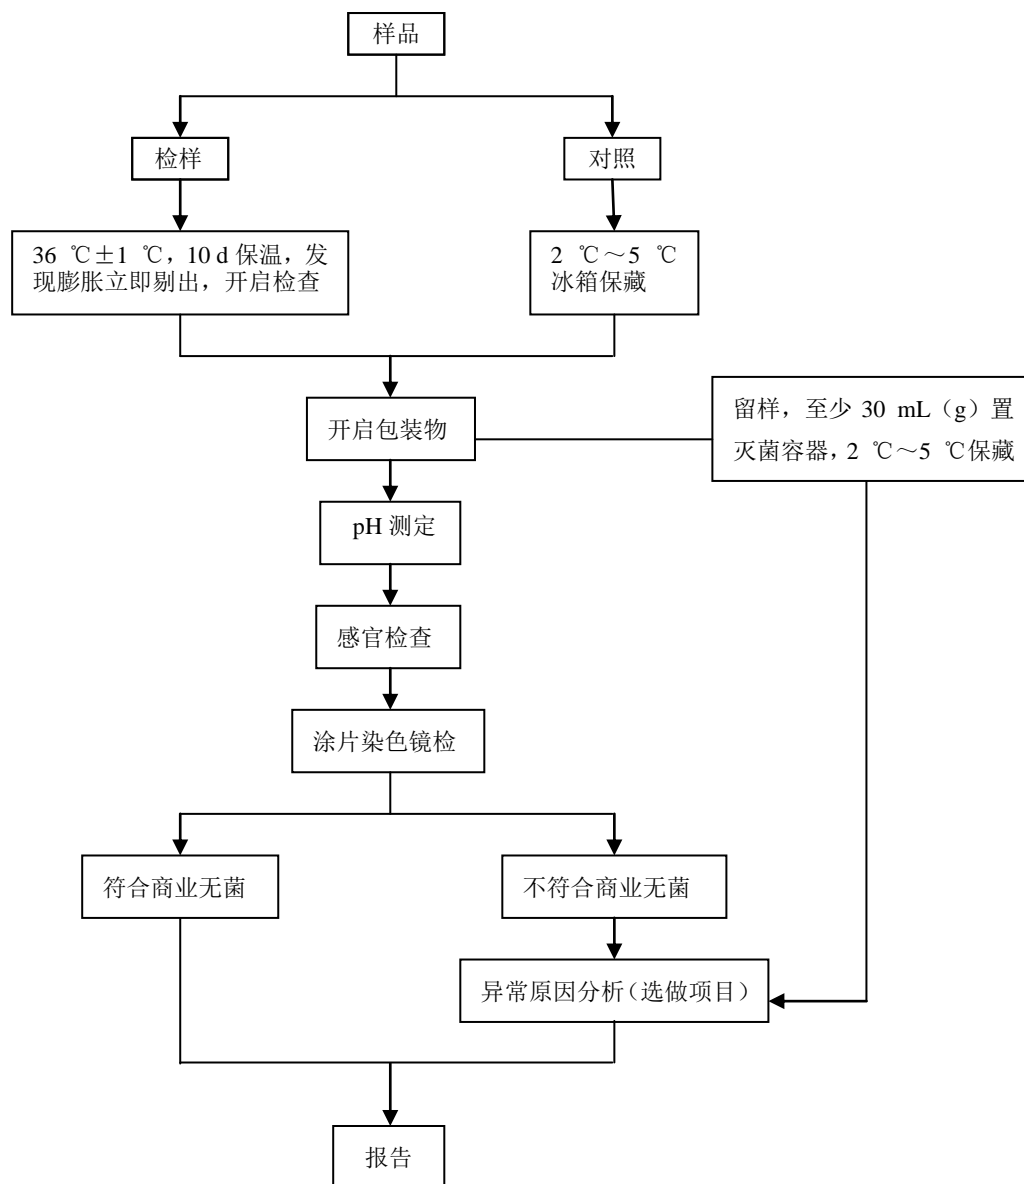 样品
检样
对照
36 ℃±1 ℃，10 d 保温，发
现膨胀立即剔出，开启检查
2 ℃～5 ℃
冰箱保藏
开启包装物
留样，至少 30 mL（g）置
灭菌容器，2 ℃～5 ℃保藏
pH 测定
感官检查
涂片染色镜检
符合商业无菌
不符合商业无菌
异常原因分析（选做项目）
报告